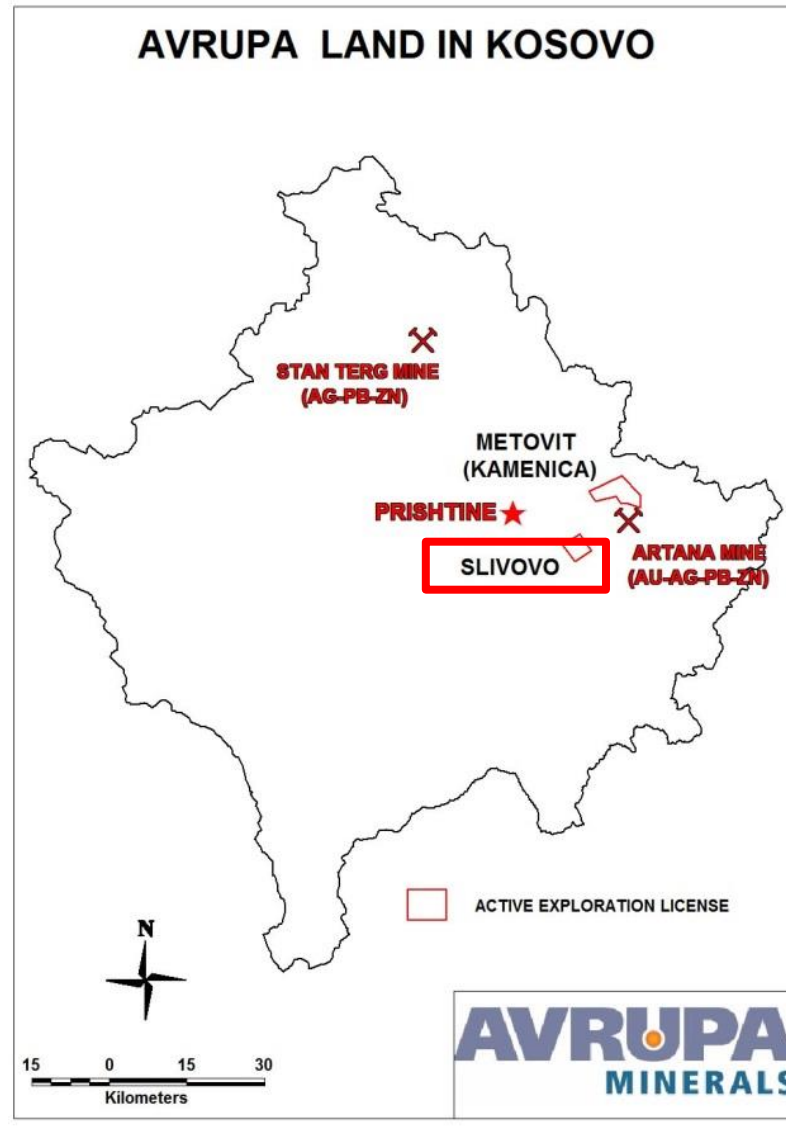 AVRUPA LAND IN KOSOVO
STAN TERG MINE
(AG-PB-ZN)
METOVIT
(KAMENICA)
PRISHTINE
ARTANA MINE
(AU-AG-PB-ZN)
SLIVOVO
ACTIVE EXPLORATION LICENSE
N
15 0 15 30
Kilometers
AVRUPA
MINERALS